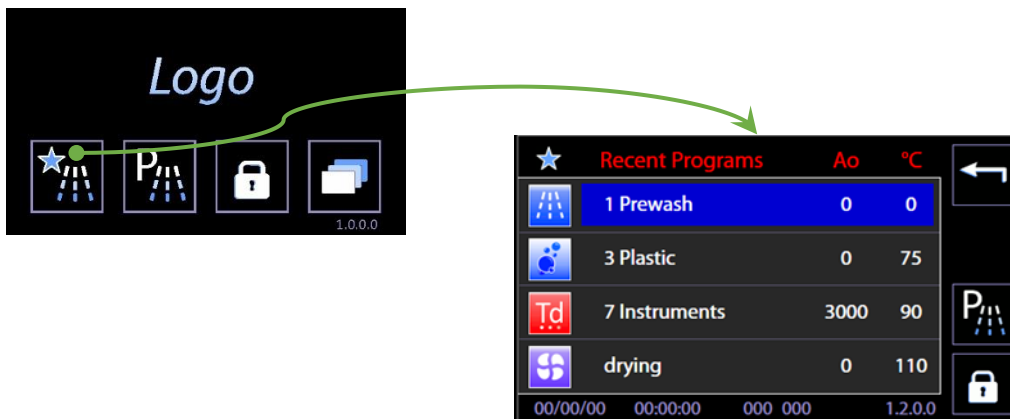 Logo
P
1.0.0.0
Recent Programs Ao °C
1 Prewash 0 0
3 Plastic 0 75
Td 7 Instruments 3000 90
P
drying 0 110
00/00/00 00:00:00 000 000 1.2.0.0